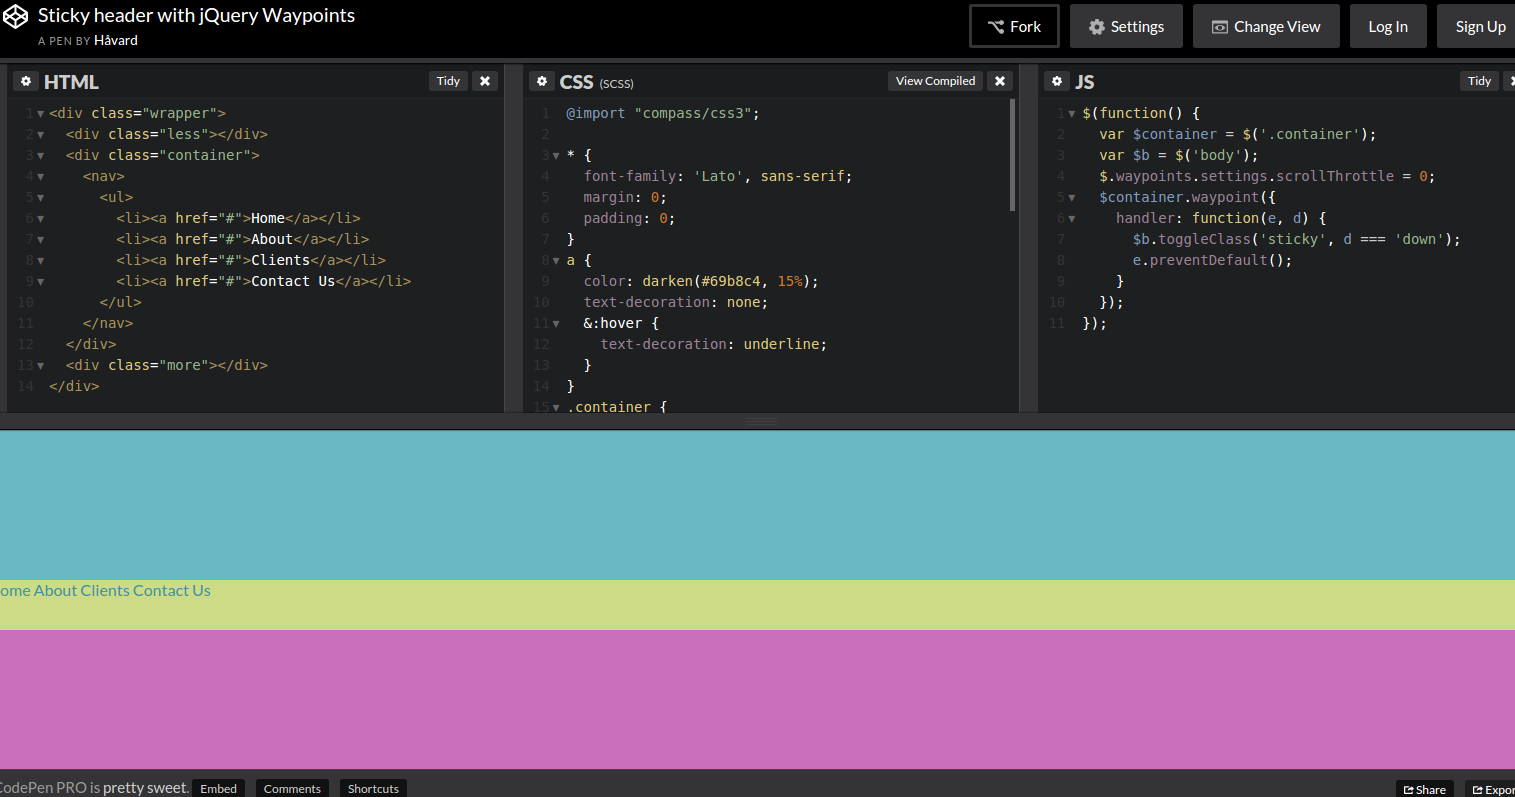 Sticky header with jQuery Waypoints
A PEN BY Håvard
Fork
Settings
Change View
Log In
Sign Up
HTML
Tidy
1 <div class="wrapper">
2   <div class="less"></div>
3   <div class="container">
4     <nav>
5       <ul>
6         <li><a href="#">Home</a></li>
7         <li><a href="#">About</a></li>
8         <li><a href="#">Clients</a></li>
9         <li><a href="#">Contact Us</a></li>
10       </ul>
11     </nav>
12   </div>
13   <div class="more"></div>
14 </div>
CSS (SCSS)
View Compiled
1 @import "compass/css3";
2
3 * {
4   font-family: 'Lato', sans-serif;
5   margin: 0;
6   padding: 0;
7 }
8 a {
9   color: darken(#69b8c4, 15%);
10   text-decoration: none;
11   &:hover {
12     text-decoration: underline;
13   }
14 }
15 .container {
JS
Tidy
1 $(function() {
2   var $container = $('.container');
3   var $b = $('body');
4   $.waypoints.settings.scrollThrottle = 0;
5   $container.waypoint({
6     handler: function(e, d) {
7       $b.toggleClass('sticky', d === 'down');
8       e.preventDefault();
9     }
10   });
11 });
ome About Clients Contact Us
CodePen PRO is pretty sweet.
Embed
Comments
Shortcuts
Share
Expor